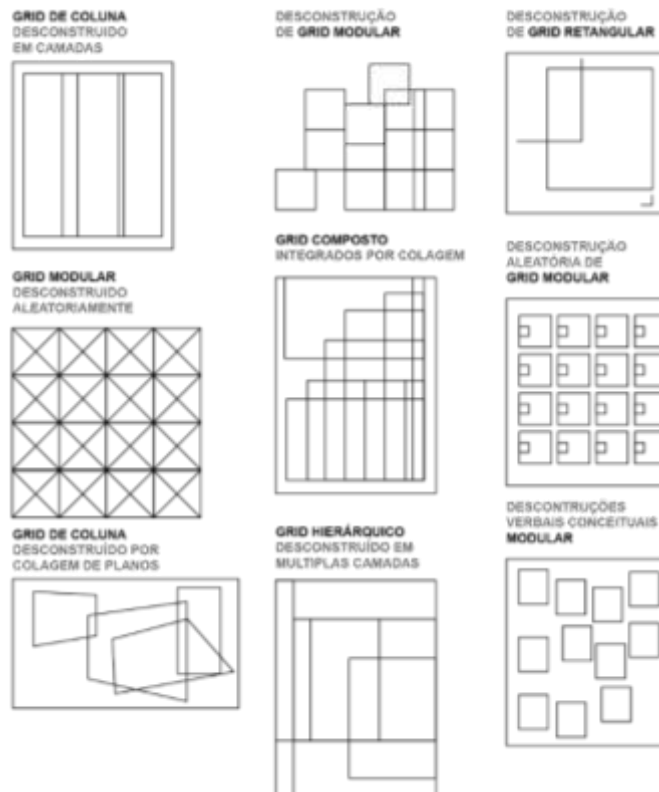 GRID DE COLUNA
DESCONSTRUIDO
EM CAMADAS
DESCONSTRUÇÃO
DE GRID MODULAR
DESCONSTRUÇÃO
DE GRID RETANGULAR
GRID MODULAR
DESCONSTRUIDO
ALEATORIAMENTE
GRID COMPOSTO
INTEGRADOS POR COLAGEM
DESCONSTRUÇÃO
ALEATÓRIA DE
GRID MODULAR
GRID DE COLUNA
DESCONSTRUÍDO POR
COLAGEM DE PLANOS
GRID HIERÁRQUICO
DESCONSTRUÍDO EM
MULTIPLAS CAMADAS
DESCONTRUÇÕES
VERBAIS CONCEITUAIS
MODULAR